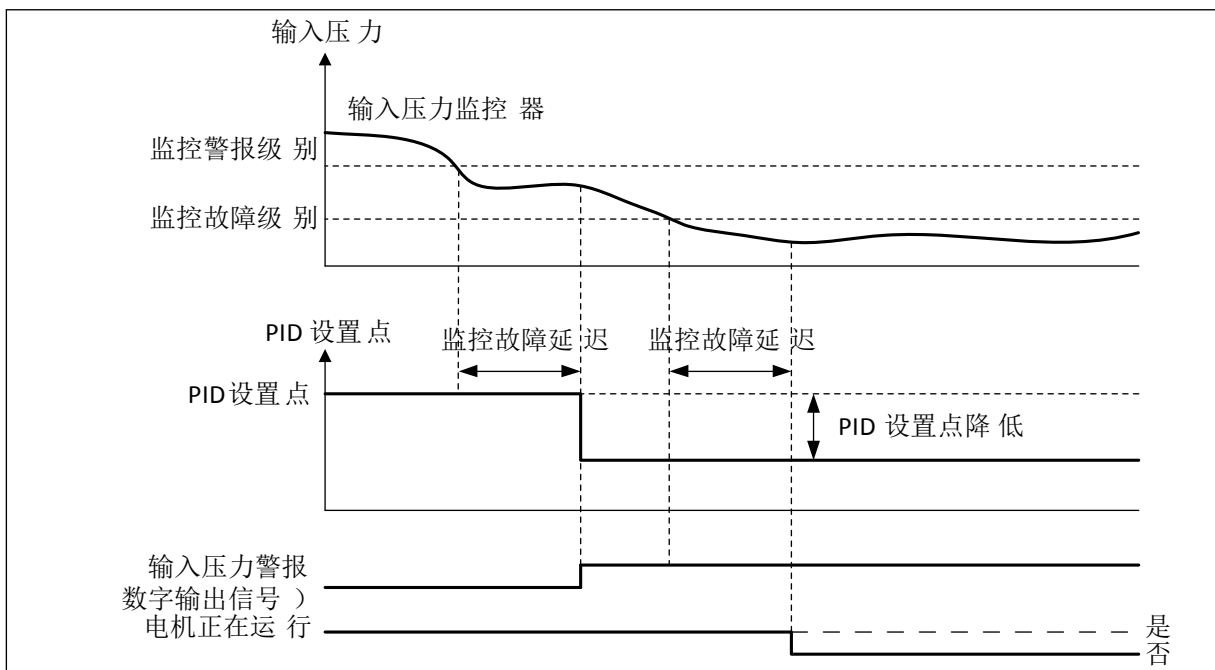 输入压力
输入压力监控器
监控警报级别
监控故障级别
PID 设置点
监控故障延迟
监控故障延迟
PID设置点
PID 设置点降低
输入压力警报
数字输出信号）
电机正在运行
是
否